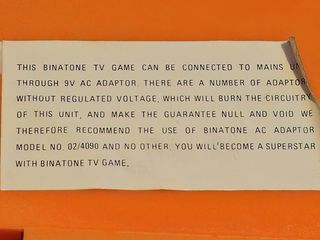 THIS BINATONE TV GAME CAN BE CONNECTED TO MAINS
THROUGH 9V AC ADAPTOR. THERE ARE A NUMBER OF ADAPTOR
WITHOUT REGULATED VOLTAGE, WHICH WILL BURN THE CIRCUITRY
OF THIS UNIT, AND MAKE THE GUARANTEE NULL AND VOID WE
THEREFORE RECOMMEND THE USE OF BINATONE AC ADAPTOR
MODEL NO. 02/4090 AND NO OTHER. YOU WILL BECOME A SUPERSTAR
WITH BINATONE TV GAME.